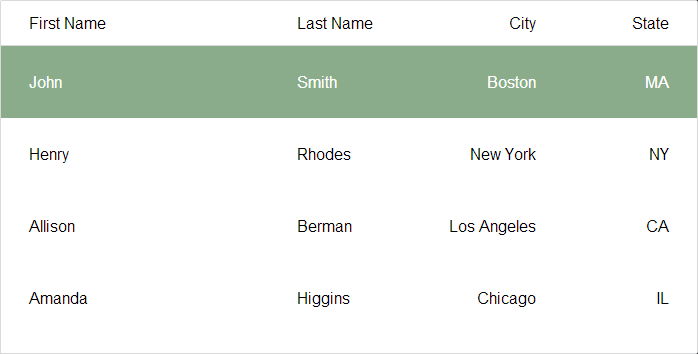 First Name Last Name City State
John Smith Boston MA
Henry Rhodes New York NY
Allison Berman Los Angeles CA
Amanda Higgins Chicago IL